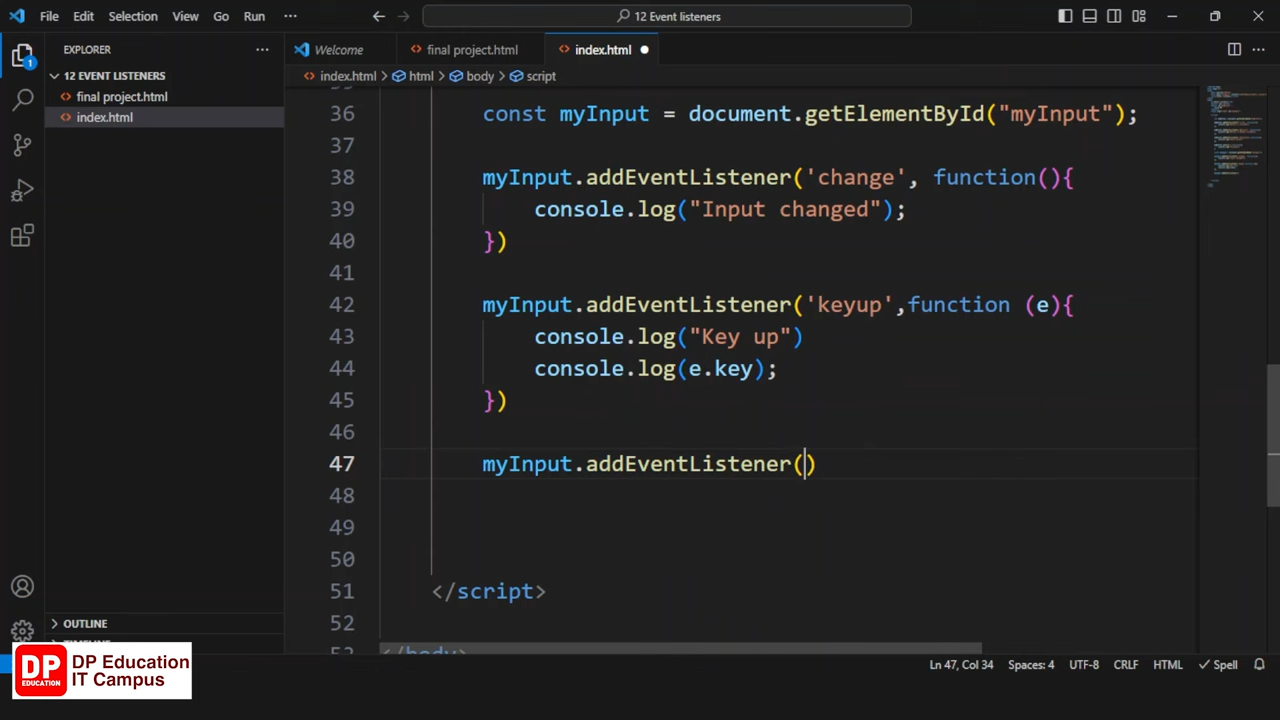 File Edit Selection View Go Run ··· 12 Event listeners
EXPLORER ···
12 EVENT LISTENERS
final project.html
index.html
OUTLINE
Welcome final project.html index.html
index.html > html > body > script
36 const myInput = document.getElementById("myInput");
37
38 myInput.addEventListener('change', function(){
39 console.log("Input changed");
40 })
41
42 myInput.addEventListener('keyup',function (e){
43 console.log("Key up")
44 console.log(e.key);
45 })
46
47 myInput.addEventListener()
48
49
50
51 </script>
52
53 </body>
DP EDUCATION
DP Education
IT Campus
Ln 47, Col 34 Spaces: 4 UTF-8 CRLF HTML Spell